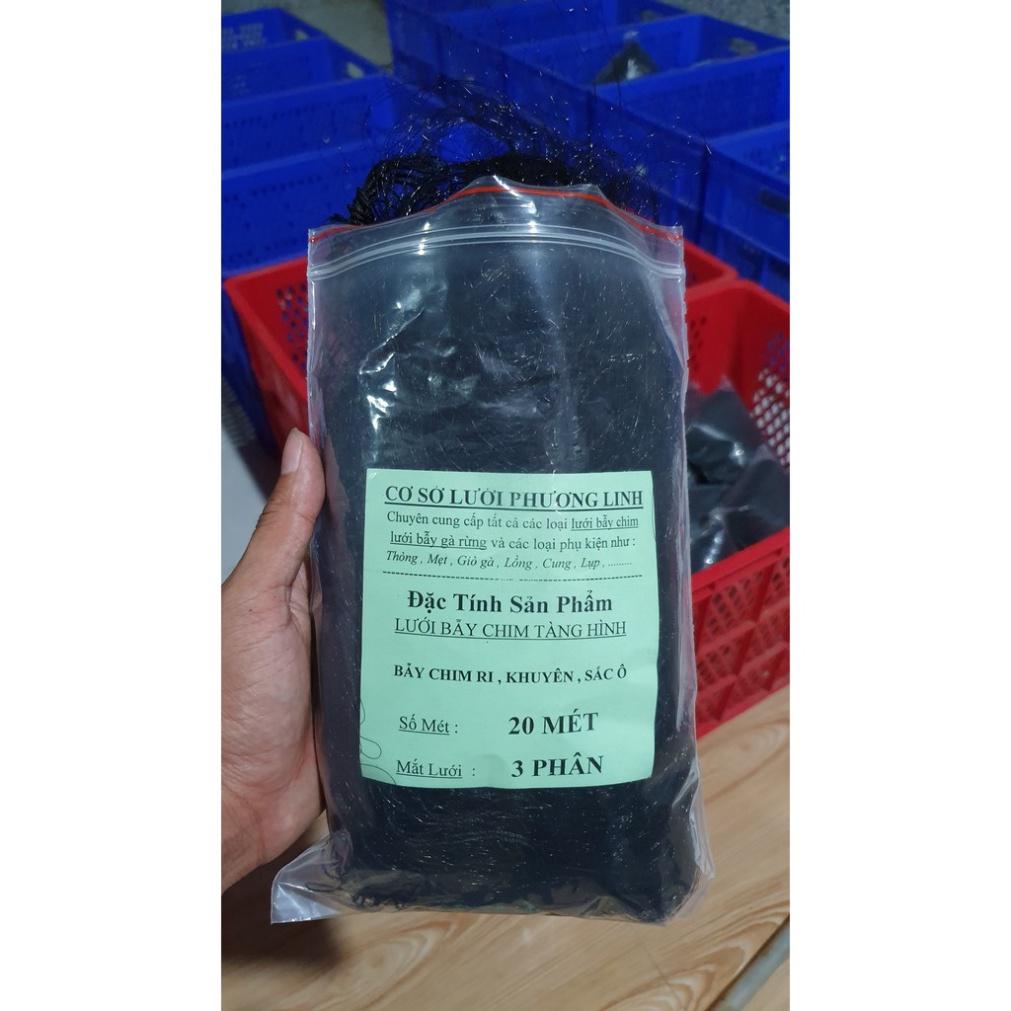 CƠ SỞ LƯỚI PHƯƠNG LINH
Chuyên cung cấp tất cả các loại lưới bẫy chim
lưới bẫy gà rừng và các loại phụ kiện như :
Thòng , Mẹt , Giò gà , Lồng , Cung , Lụp , .........
Đặc Tính Sản Phẩm
LƯỚI BẪY CHIM TÀNG HÌNH
BẪY CHIM RI , KHUYÊN , SẮC Ô
Số Mét : 20 MÉT
Mắt Lưới : 3 PHÂN